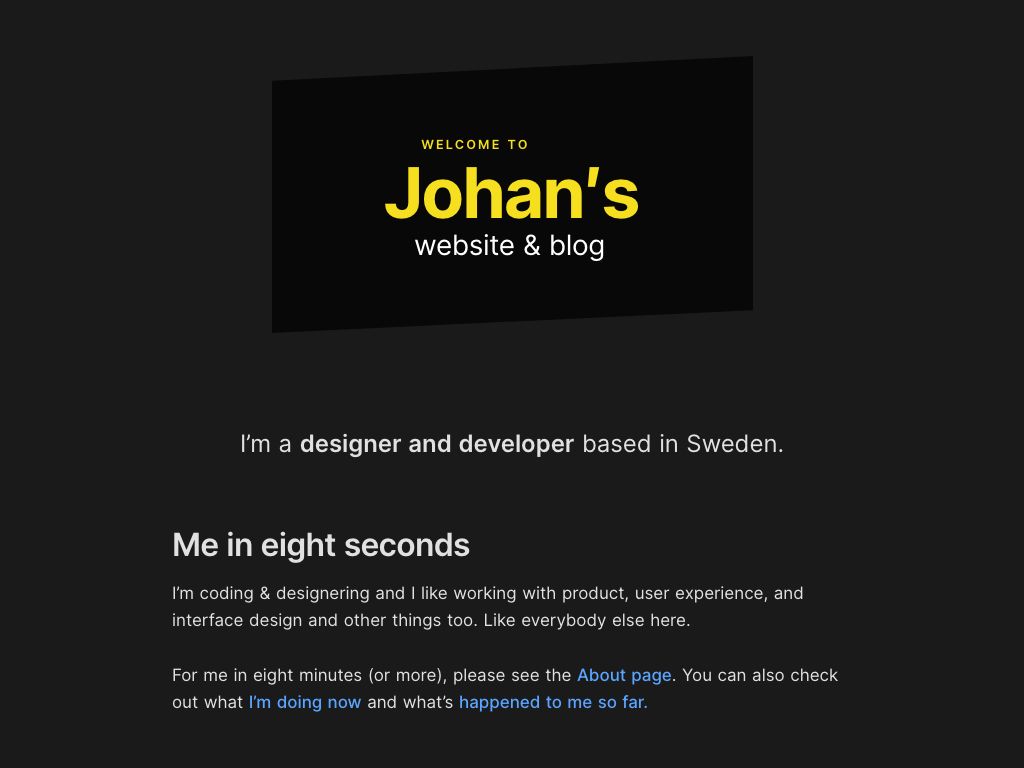 WELCOME TO
Johan’s
website & blog
I’m a designer and developer based in Sweden.
Me in eight seconds
I’m coding & designering and I like working with product, user experience, and
interface design and other things too. Like everybody else here.
For me in eight minutes (or more), please see the About page. You can also check
out what I’m doing now and what’s happened to me so far.